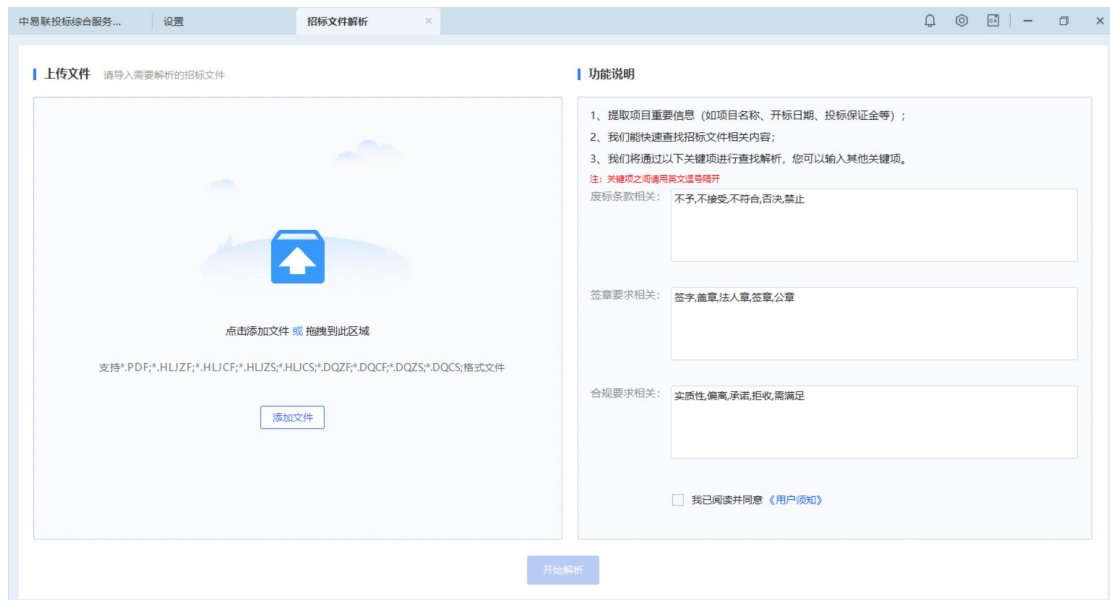 中易联投标综合服务...
设置
招标文件解析
上传文件 请导入需要解析的招标文件
点击添加文件 或 拖拽到此区域
支持*.PDF;*.HLJZF;*.HLJCF;*.HLJZS;*.HLJCS;*.DQZF;*.DQCF;*.DQZS;*.DQCS;格式文件
添加文件
功能说明
1、提取项目重要信息（如项目名称、开标日期、投标保证金等）;
2、我们能快速查找招标文件相关内容;
3、我们将通过以下关键项进行查找解析，您可以输入其他关键项。
注：关键项之间请用英文逗号隔开
废标条款相关： 不予,不接受,不符合,否决,禁止
签章要求相关： 签字,盖章,法人章,签章,公章
合规要求相关： 实质性,偏离,承诺,拒收,需满足
我已阅读并同意《用户须知》
开始解析